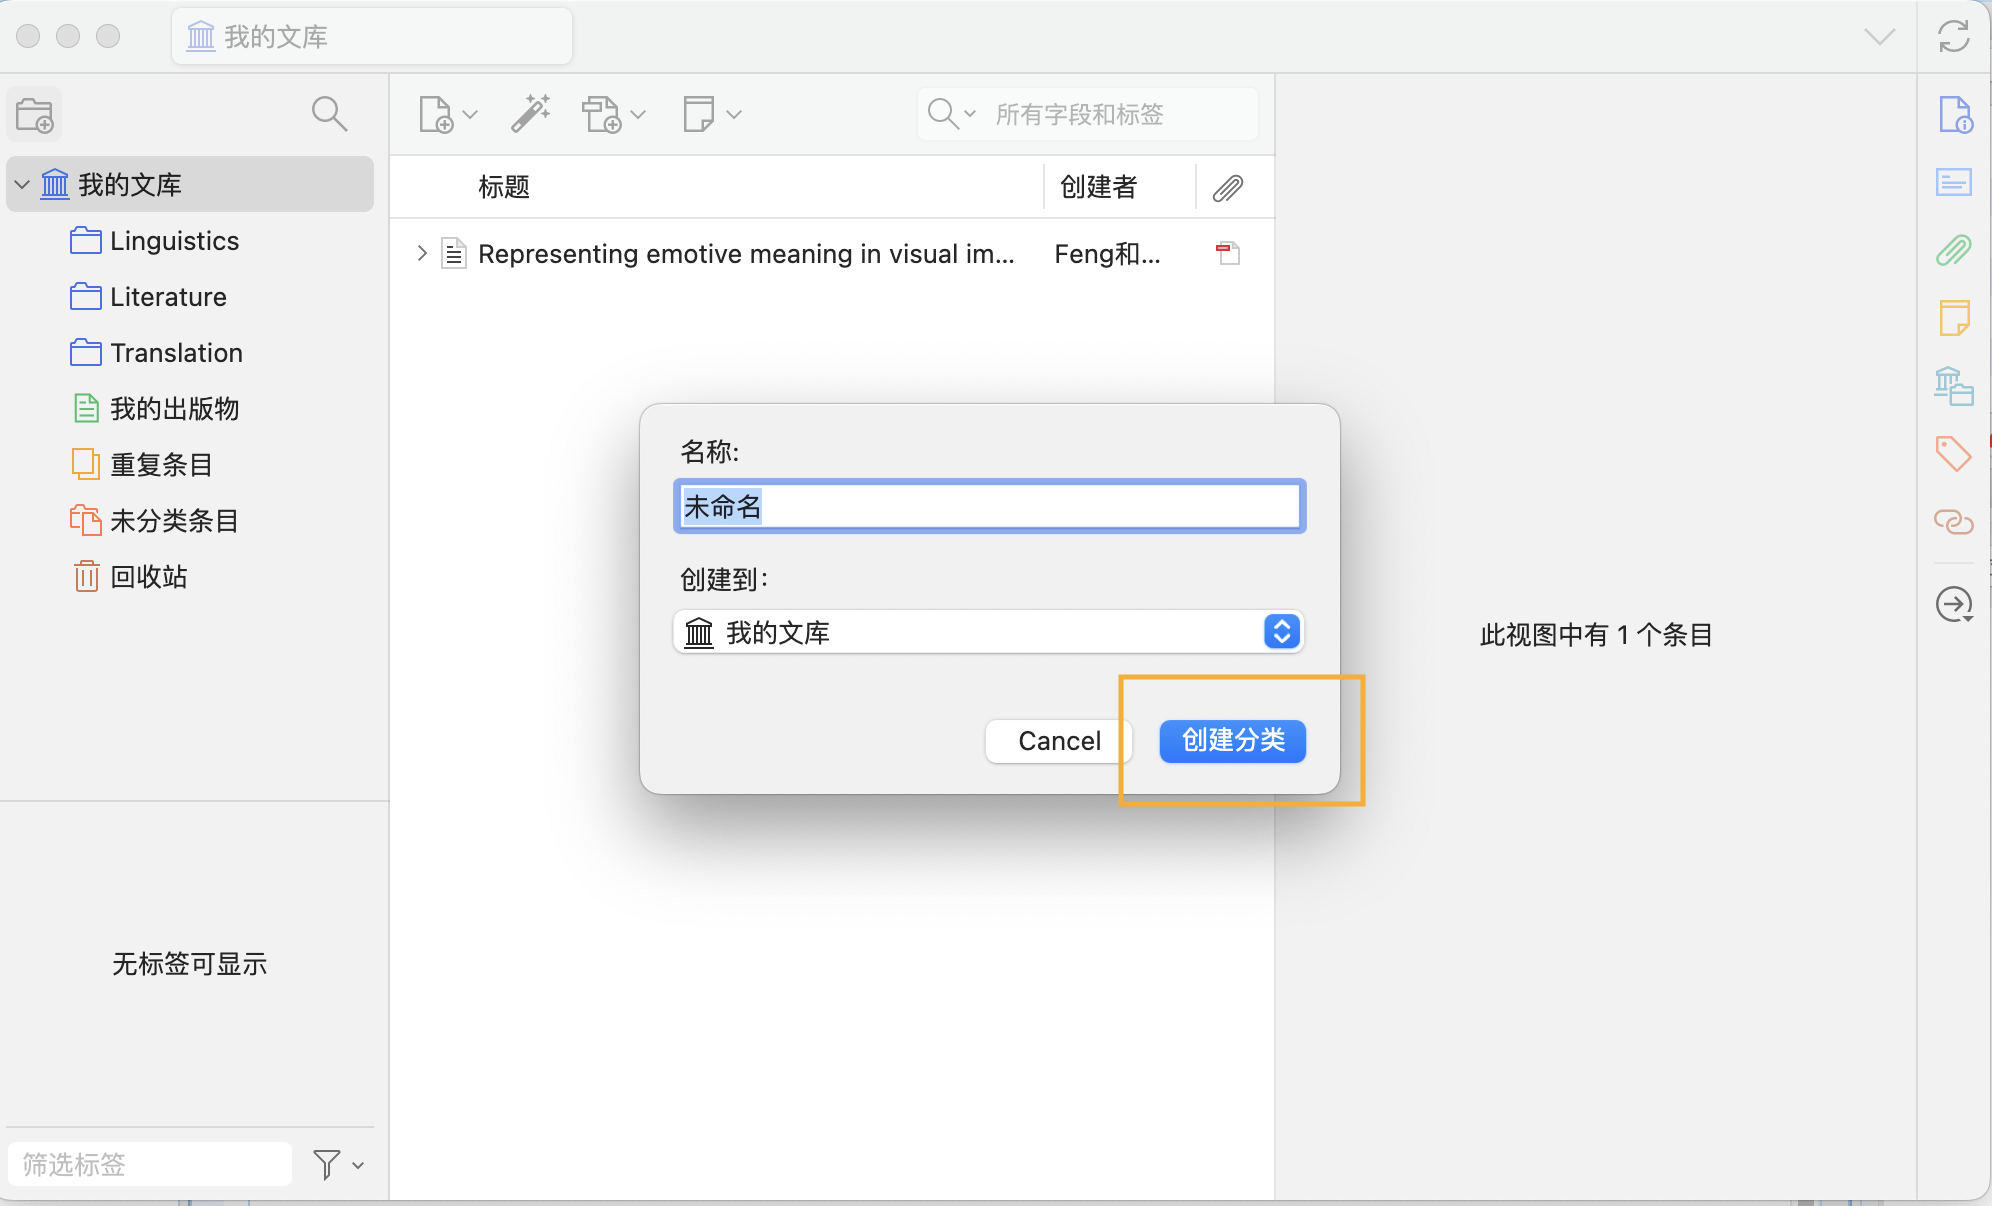 我的文库
所有字段和标签
我的文库
Linguistics
Literature
Translation
我的出版物
重复条目
未分类条目
回收站
标题
创建者
Representing emotive meaning in visual im...
Feng和...
名称:
未命名
创建到:
我的文库
Cancel
创建分类
此视图中有 1 个条目
无标签可显示
筛选标签